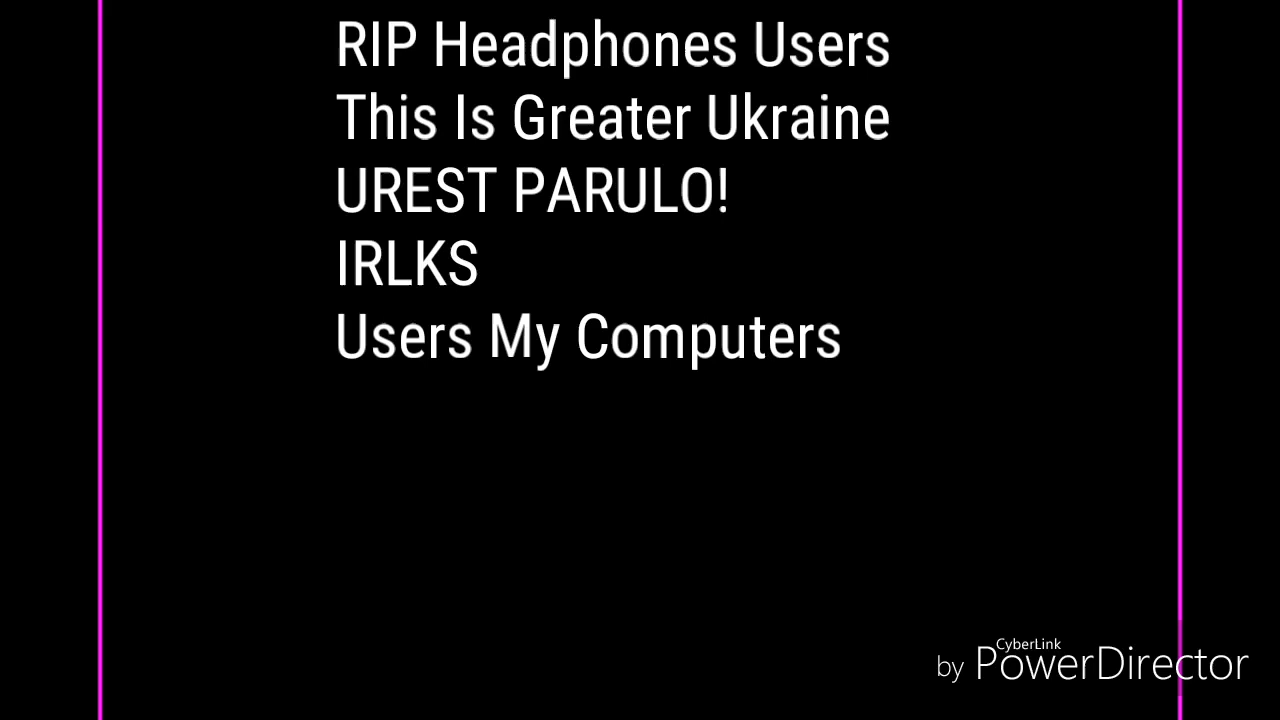 RIP Headphones Users
This Is Greater Ukraine
UREST PARULO!
IRLKS
Users My Computers
CyberLink
by PowerDirector